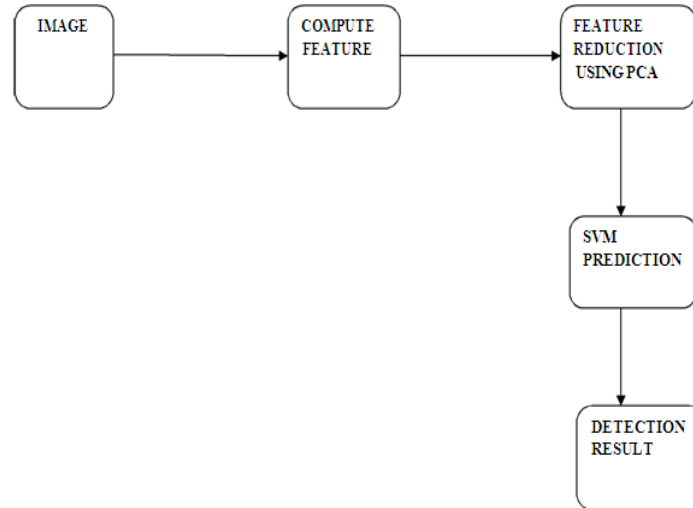 IMAGE
COMPUTE
FEATURE
FEATURE
REDUCTION
USING PCA
SVM
PREDICTION
DETECTION
RESULT